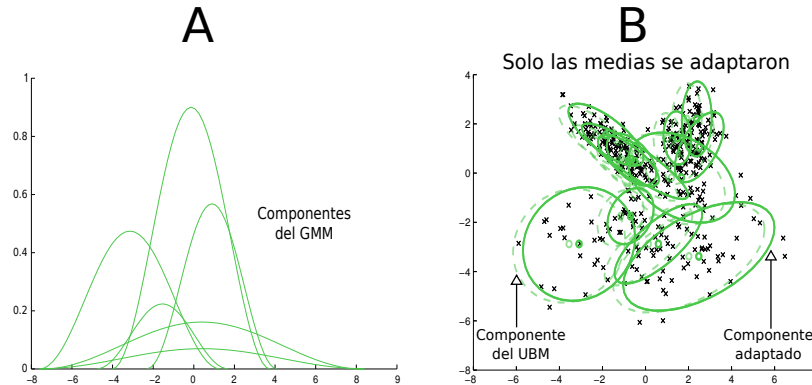 A
1
0.8
0.6
0.4
0.2
0
Componentes
del GMM
−8 −6 −4 −2 0 2 4 6 8 9
B
Solo las medias se adaptaron
4
2
0
−2
−4
−6
−8
Componente
del UBM
Componente
adaptado
−8 −6 −4 −2 0 2 4 6 8